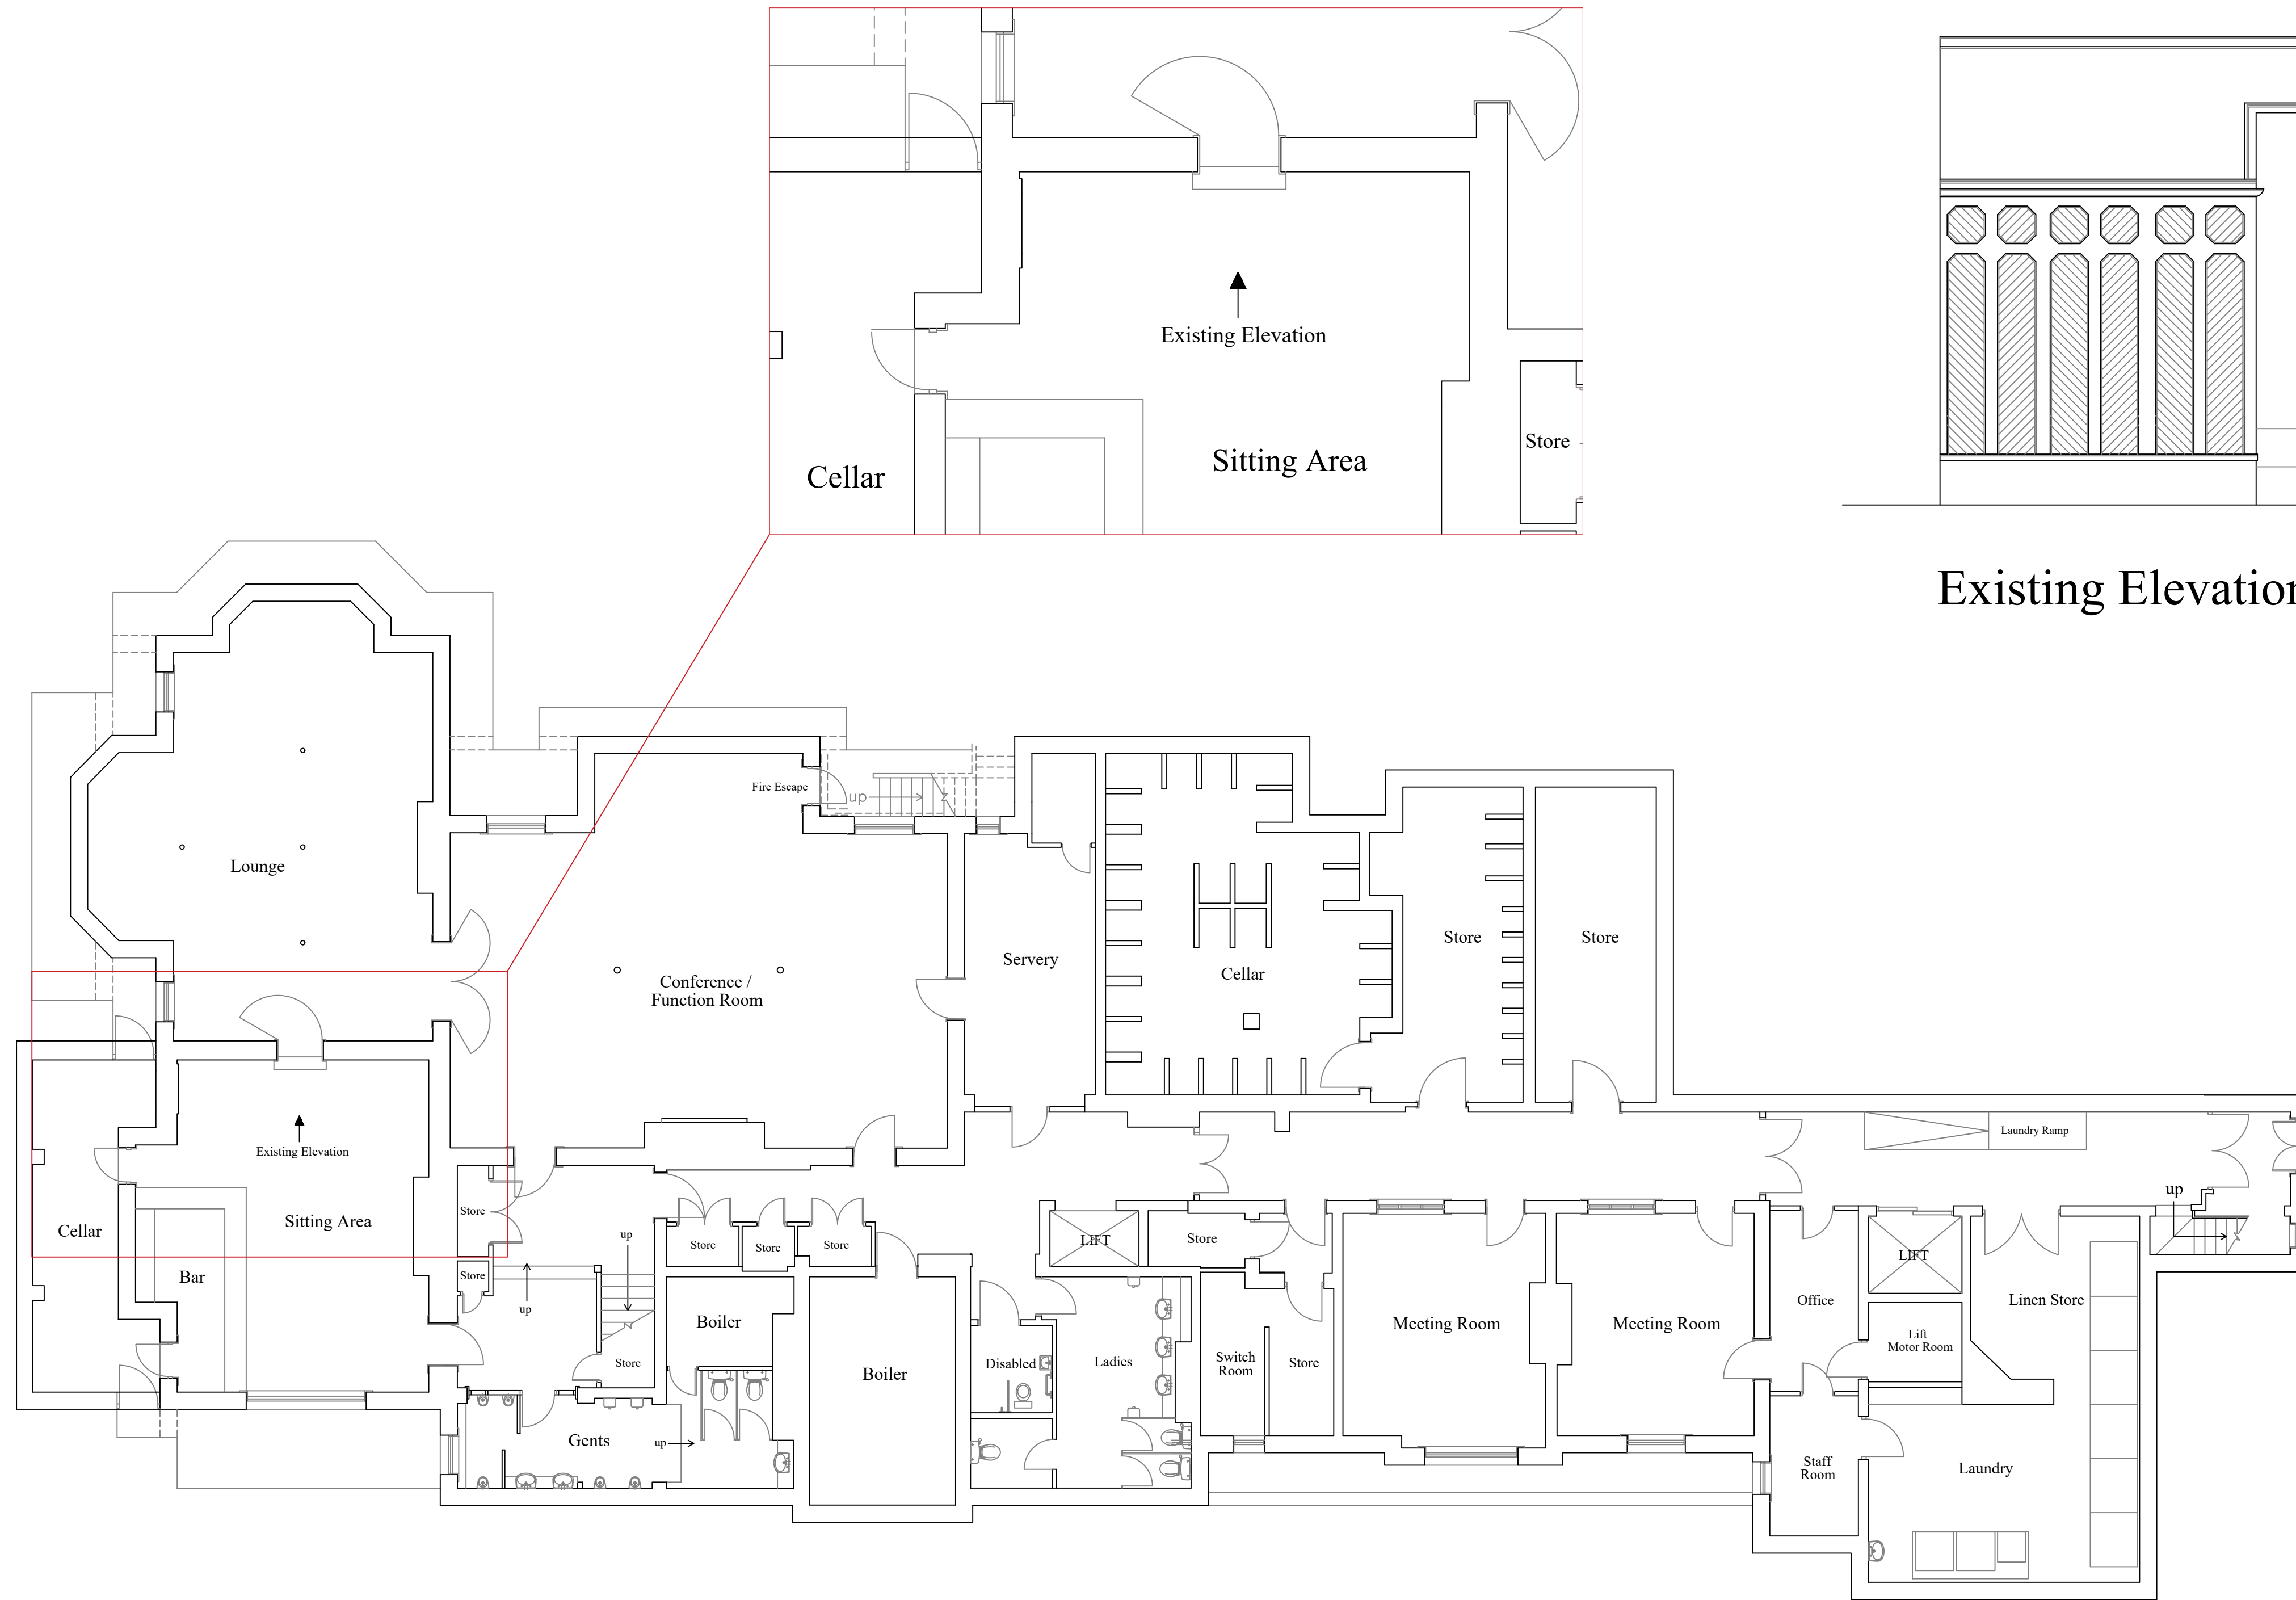 Existing Elevation
Sitting Area
Store
Cellar
Existing Elevation
Fire Escape
up
Lounge
Conference /
Function Room
Servery
Cellar
Store
Store
Existing Elevation
Sitting Area
Cellar
Bar
Store
Store
up
up
Store
Store
Store
Store
Boiler
Boiler
Gents
up
LIFT
Store
Disabled
Ladies
Switch
Room
Store
Meeting Room
Meeting Room
Laundry Ramp
up
LIFT
Office
Lift
Motor Room
Linen Store
Staff
Room
Laundry